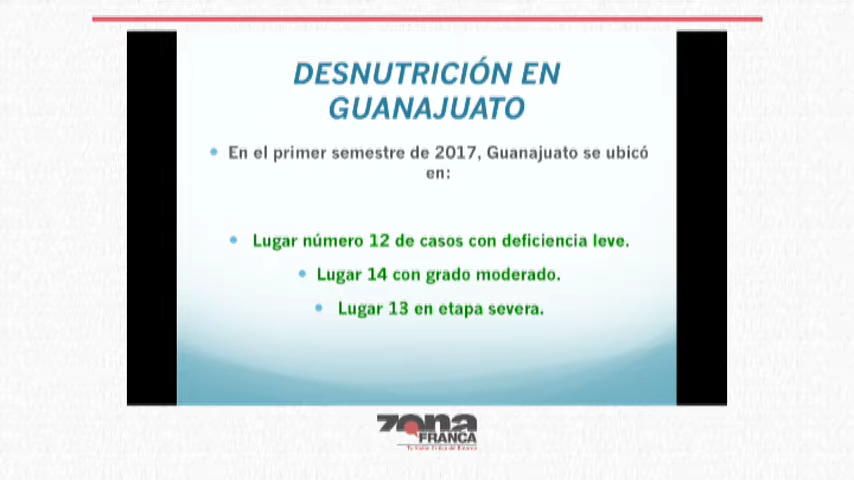 DESNUTRICIÓN EN
GUANAJUATO
En el primer semestre de 2017, Guanajuato se ubicó
en:
Lugar número 12 de casos con deficiencia leve.
Lugar 14 con grado moderado.
Lugar 13 en etapa severa.
zona
FRANCA